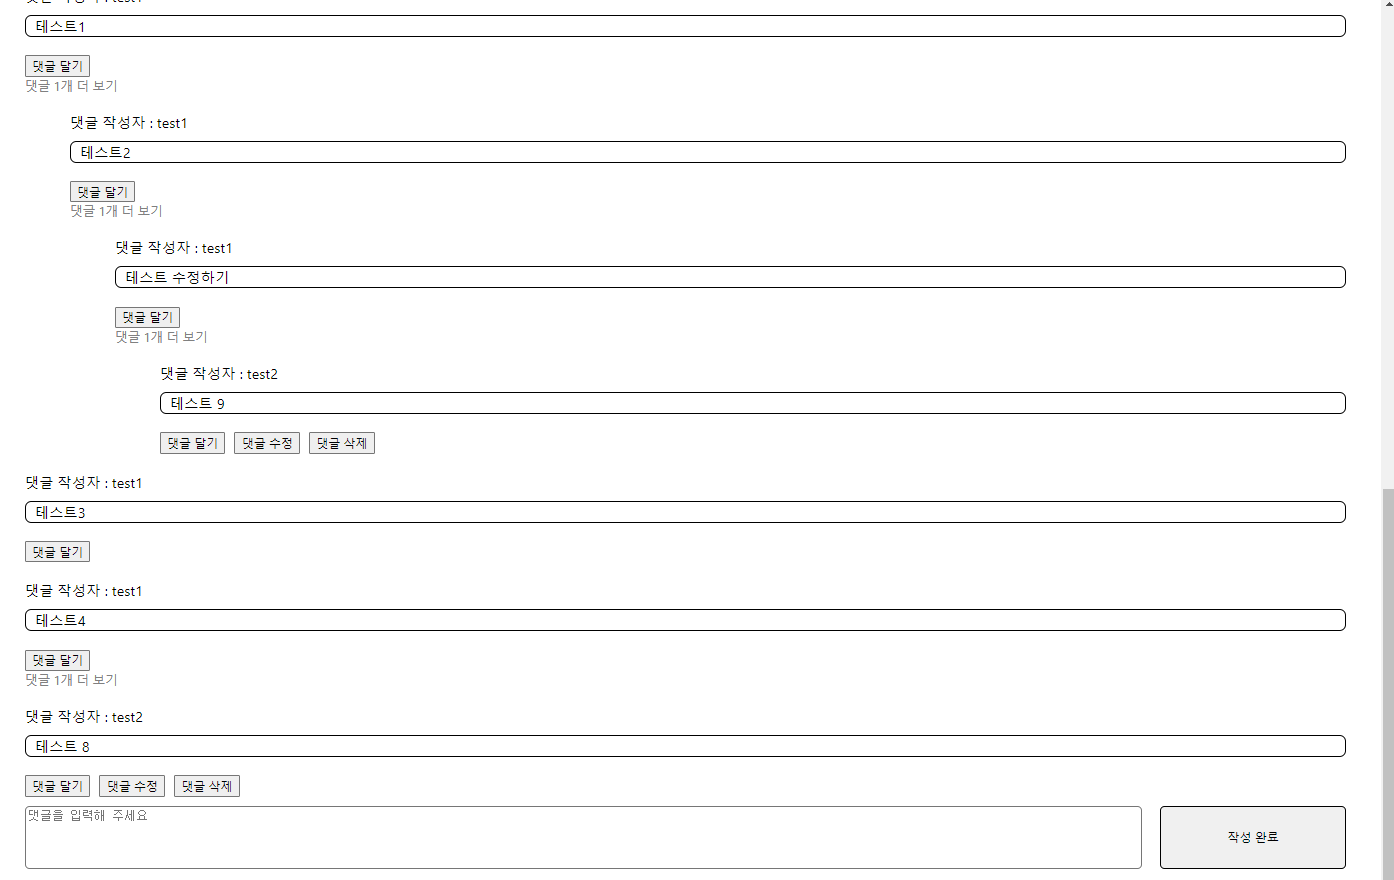 댓글 작성자 : test1
테스트1
댓글 달기
댓글 1개 더 보기
댓글 작성자 : test1
테스트2
댓글 달기
댓글 1개 더 보기
댓글 작성자 : test1
테스트 수정하기
댓글 달기
댓글 1개 더 보기
댓글 작성자 : test2
테스트 9
댓글 달기 댓글 수정 댓글 삭제
댓글 작성자 : test1
테스트3
댓글 달기
댓글 작성자 : test1
테스트4
댓글 달기
댓글 1개 더 보기
댓글 작성자 : test2
테스트 8
댓글 달기 댓글 수정 댓글 삭제
댓글을 입력해 주세요
작성 완료